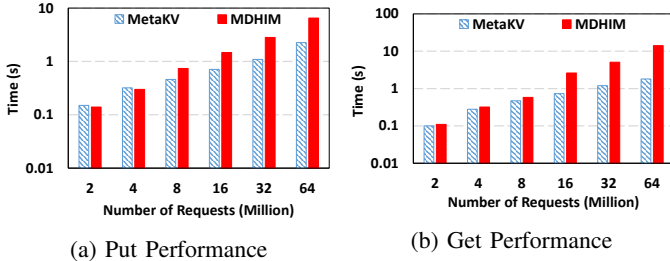 MetaKV MDHIM
Time (s)
10
1
0.1
0.01
2 4 8 16 32 64
Number of Requests (Million)
(a) Put Performance
MetaKV MDHIM
Time (s)
100
10
1
0.1
0.01
2 4 8 16 32 64
Number of Requests (Million)
(b) Get Performance